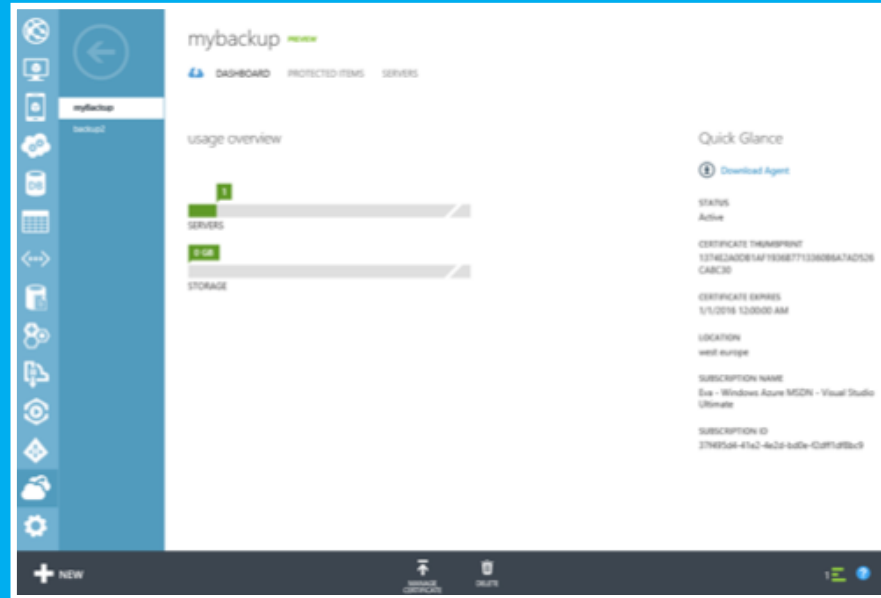 mybackup PREVIEW
DASHBOARD PROTECTED ITEMS SERVERS
myBackup
backup2
usage overview
1
SERVERS
0 GB
STORAGE
Quick Glance
Download Agent
STATUS
Active
CERTIFICATE THUMBPRINT
CERTIFICATE EXPIRES
1/1/2016 12:00:00 AM
LOCATION
west europe
SUBSCRIPTION NAME
Eva - Windows Azure MSDN - Visual Studio
Ultimate
SUBSCRIPTION ID
DB
NEW
MANAGE
CERTIFICATE
DELETE
1
?